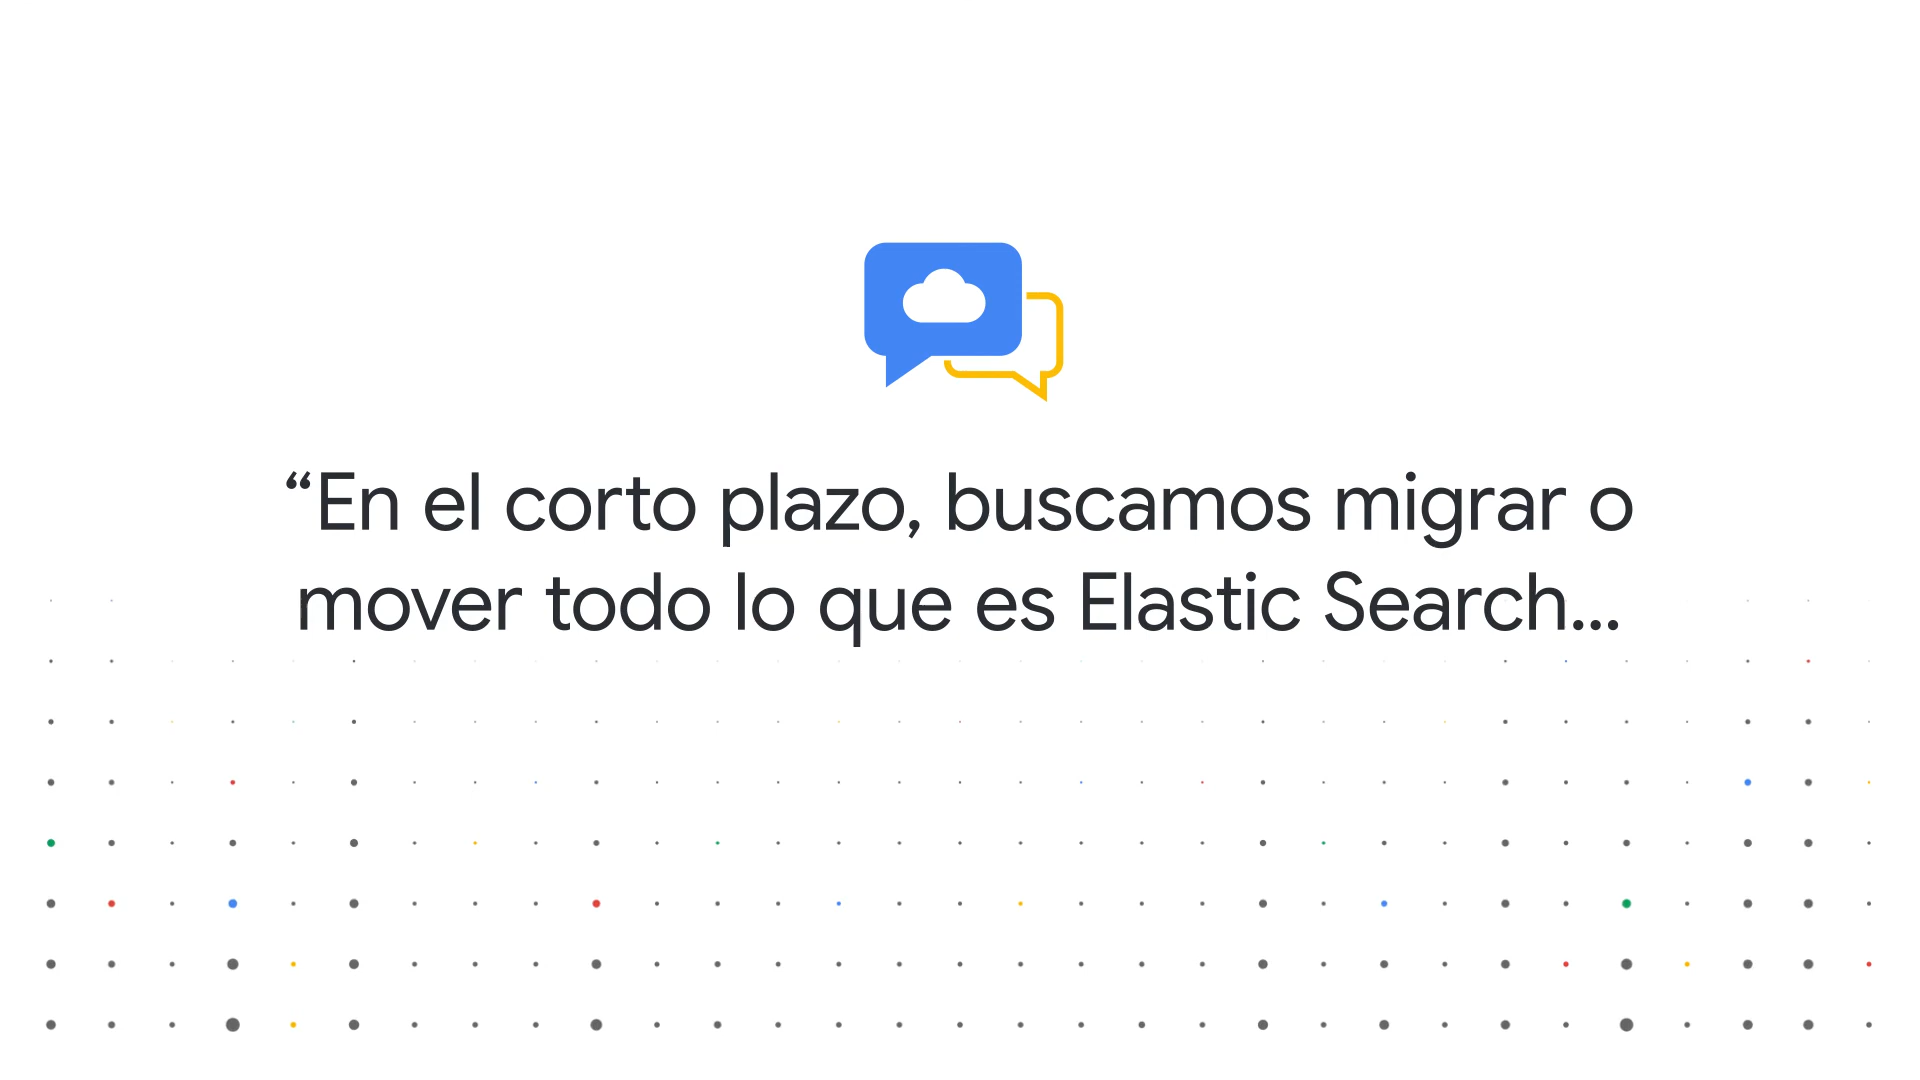 “En el corto plazo, buscamos migrar o
mover todo lo que es Elastic Search...